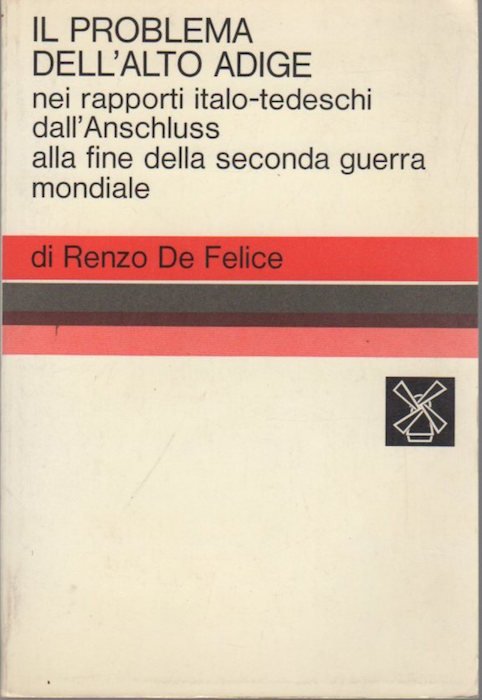 IL PROBLEMA
DELL'ALTO ADIGE
nei rapporti italo-tedeschi
dall'Anschluss
alla fine della seconda guerra
mondiale
di Renzo De Felice